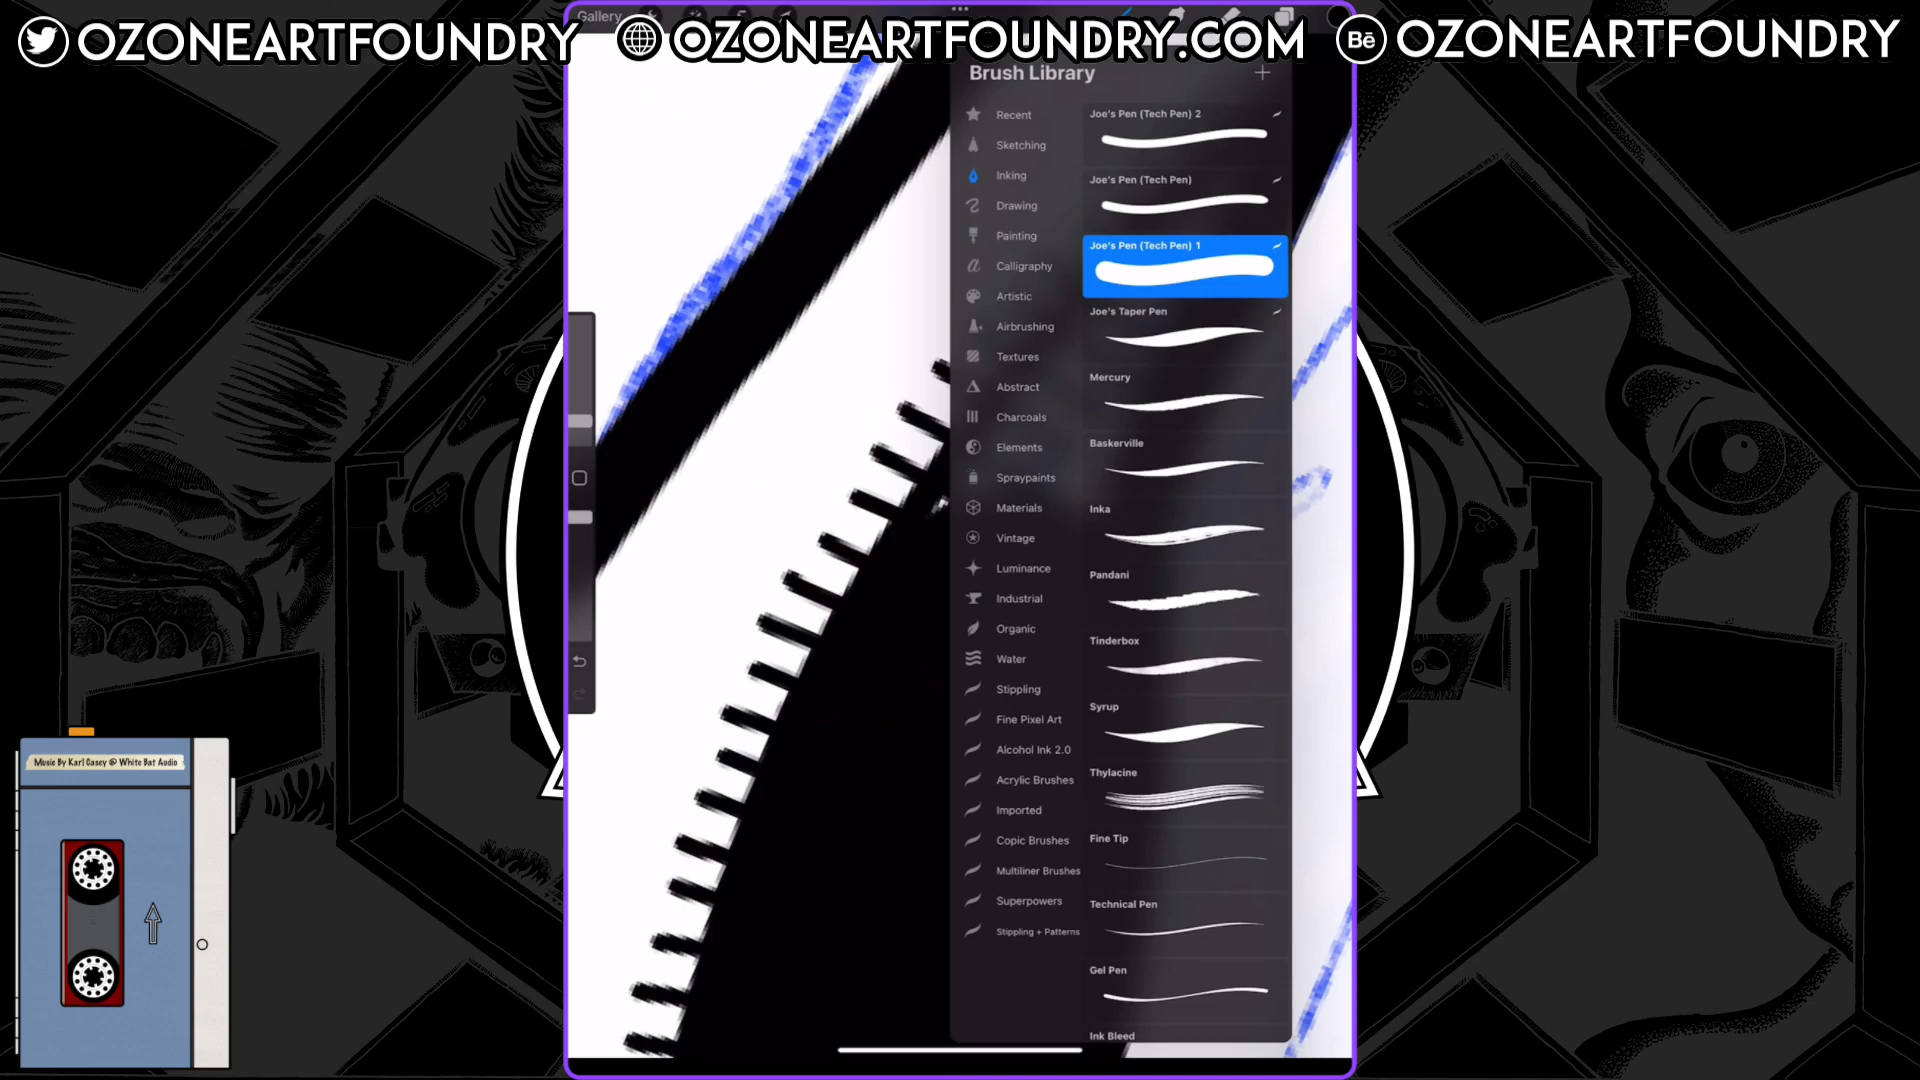 OZONEARTFOUNDRY
OZONEARTFOUNDRY.COM
Bē OZONEARTFOUNDRY
Gallery
Brush Library
Recent
Sketching
Inking
Drawing
Painting
Calligraphy
Artistic
Airbrushing
Textures
Abstract
Charcoals
Elements
Spraypaints
Materials
Vintage
Luminance
Industrial
Organic
Water
Stippling
Fine Pixel Art
Alcohol Ink 2.0
Acrylic Brushes
Imported
Copic Brushes
Multiliner Brushes
Superpowers
Stippling + Patterns
Joe's Pen (Tech Pen) 2
Joe's Pen (Tech Pen)
Joe's Pen (Tech Pen) 1
Joe's Taper Pen
Mercury
Baskerville
Inka
Pandani
Tinderbox
Syrup
Thylacine
Fine Tip
Technical Pen
Gel Pen
Ink Bleed
Music By Karl Casey @ White Bat Audio